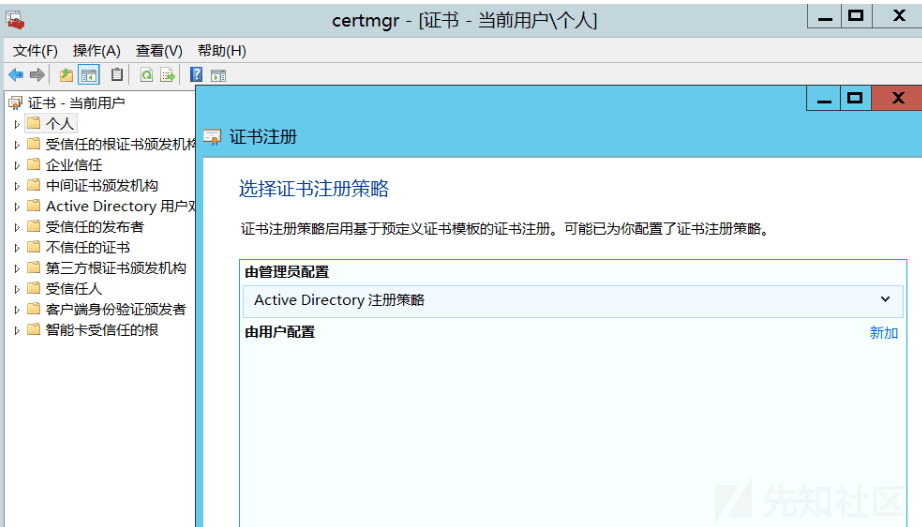 certmgr - [证书 - 当前用户\个人]
文件(F) 操作(A) 查看(V) 帮助(H)
证书 - 当前用户
个人
受信任的根证书颁发机构
企业信任
中间证书颁发机构
Active Directory 用户对
受信任的发布者
不信任的证书
第三方根证书颁发机构
受信任人
客户端身份验证颁发者
智能卡受信任的根
证书注册
选择证书注册策略
证书注册策略启用基于预定义证书模板的证书注册。可能已为你配置了证书注册策略。
由管理员配置
Active Directory 注册策略
由用户配置
新加
先知社区